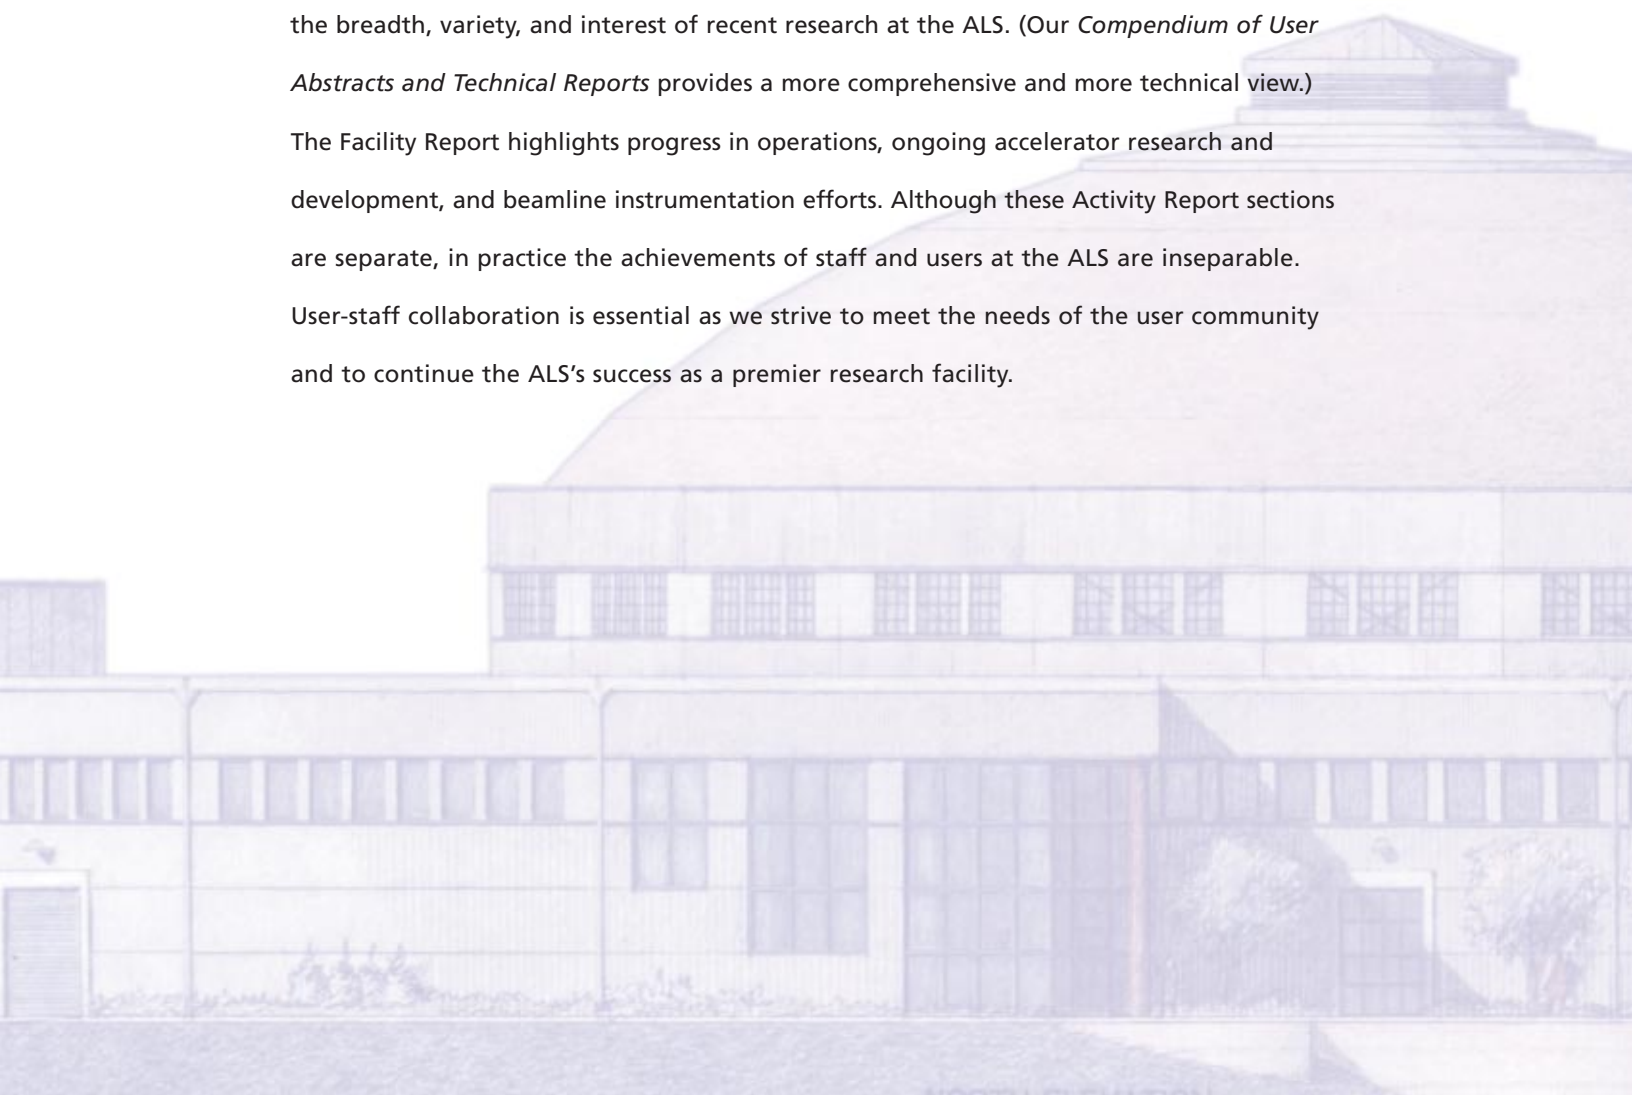 the breadth, variety, and interest of recent research at the ALS. (Our Compendium of User
Abstracts and Technical Reports provides a more comprehensive and more technical view.)
The Facility Report highlights progress in operations, ongoing accelerator research and
development, and beamline instrumentation efforts. Although these Activity Report sections
are separate, in practice the achievements of staff and users at the ALS are inseparable.
User-staff collaboration is essential as we strive to meet the needs of the user community
and to continue the ALS’s success as a premier research facility.